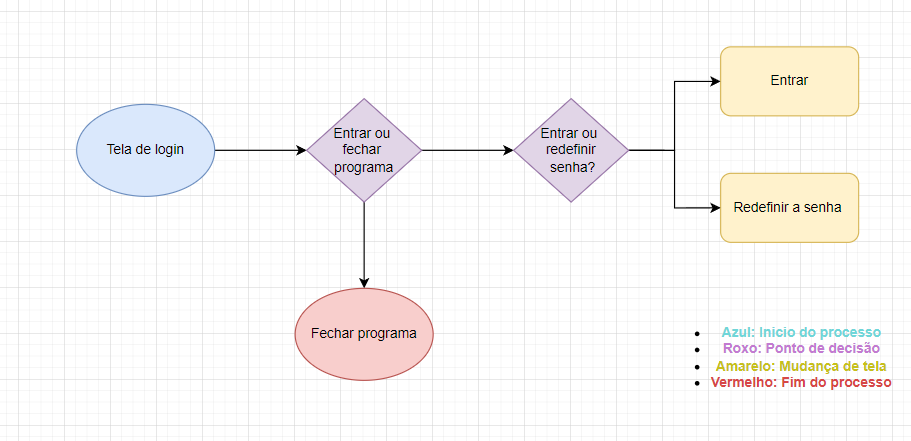 Tela de login
Entrar ou
fechar
programa
Entrar ou
redefinir
senha?
Entrar
Redefinir a senha
Fechar programa
Azul: Inicio do processo
Roxo: Ponto de decisão
Amarelo: Mudança de tela
Vermelho: Fim do processo